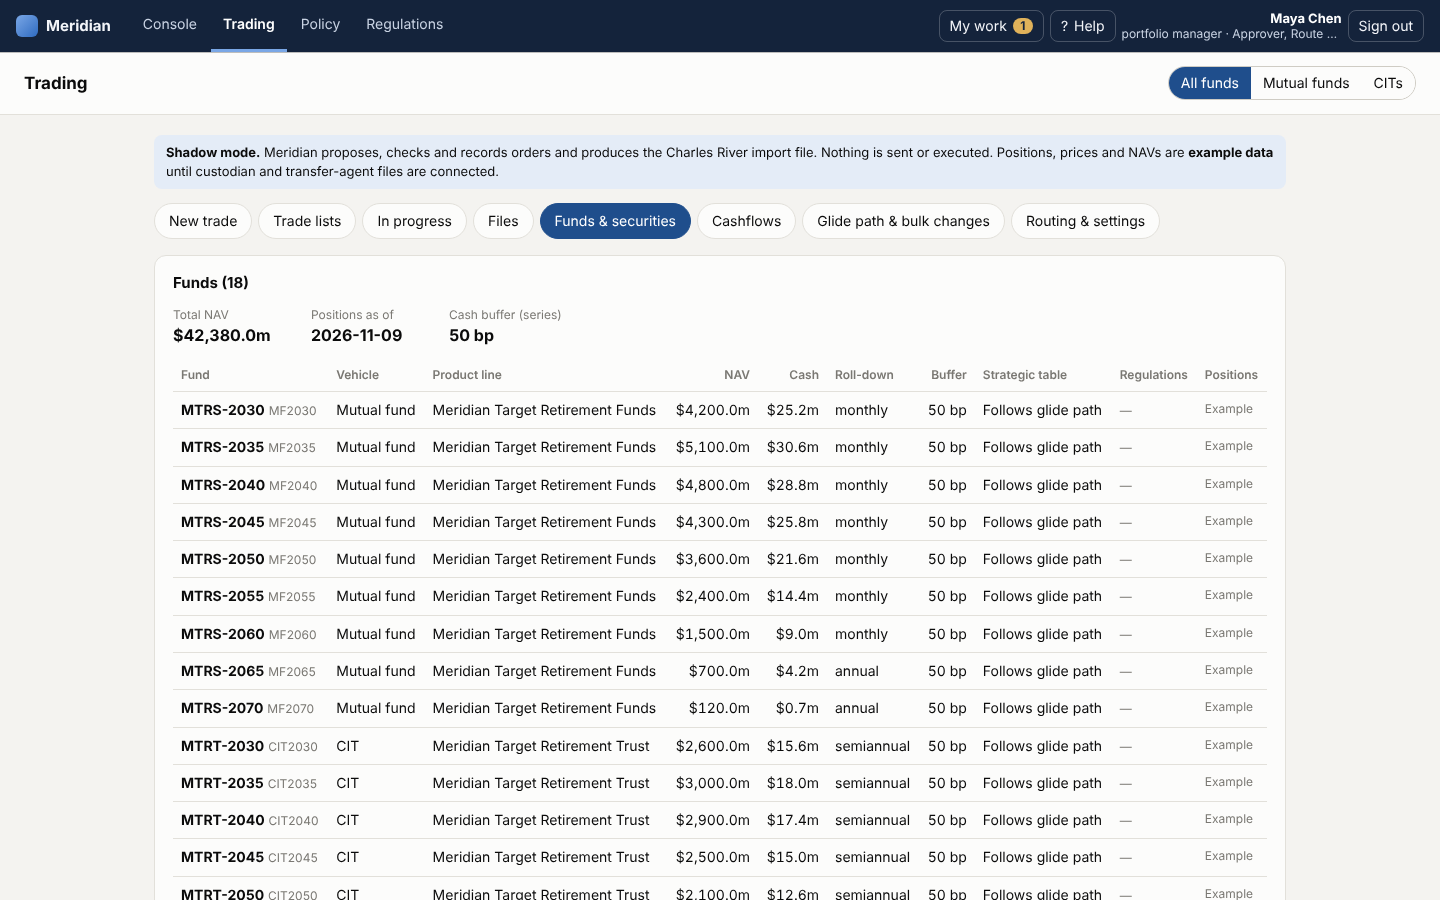 Meridian Console Trading Policy Regulations My work 1 ? Help Maya Chen Sign out
portfolio manager · Approver, Route ...
Trading All funds Mutual funds CITs
Shadow mode. Meridian proposes, checks and records orders and produces the Charles River import file. Nothing is sent or executed. Positions, prices and NAVs are example data
until custodian and transfer-agent files are connected.
New trade Trade lists In progress Files Funds & securities Cashflows Glide path & bulk changes Routing & settings
Funds (18)
Total NAV Positions as of Cash buffer (series)
$42,380.0m 2026-11-09 50 bp
Fund Vehicle Product line NAV Cash Roll-down Buffer Strategic table Regulations Positions
MTRS-2030 MF2030 Mutual fund Meridian Target Retirement Funds $4,200.0m $25.2m monthly 50 bp Follows glide path — Example
MTRS-2035 MF2035 Mutual fund Meridian Target Retirement Funds $5,100.0m $30.6m monthly 50 bp Follows glide path — Example
MTRS-2040 MF2040 Mutual fund Meridian Target Retirement Funds $4,800.0m $28.8m monthly 50 bp Follows glide path — Example
MTRS-2045 MF2045 Mutual fund Meridian Target Retirement Funds $4,300.0m $25.8m monthly 50 bp Follows glide path — Example
MTRS-2050 MF2050 Mutual fund Meridian Target Retirement Funds $3,600.0m $21.6m monthly 50 bp Follows glide path — Example
MTRS-2055 MF2055 Mutual fund Meridian Target Retirement Funds $2,400.0m $14.4m monthly 50 bp Follows glide path — Example
MTRS-2060 MF2060 Mutual fund Meridian Target Retirement Funds $1,500.0m $9.0m monthly 50 bp Follows glide path — Example
MTRS-2065 MF2065 Mutual fund Meridian Target Retirement Funds $700.0m $4.2m annual 50 bp Follows glide path — Example
MTRS-2070 MF2070 Mutual fund Meridian Target Retirement Funds $120.0m $0.7m annual 50 bp Follows glide path — Example
MTRT-2030 CIT2030 CIT Meridian Target Retirement Trust $2,600.0m $15.6m semiannual 50 bp Follows glide path — Example
MTRT-2035 CIT2035 CIT Meridian Target Retirement Trust $3,000.0m $18.0m semiannual 50 bp Follows glide path — Example
MTRT-2040 CIT2040 CIT Meridian Target Retirement Trust $2,900.0m $17.4m semiannual 50 bp Follows glide path — Example
MTRT-2045 CIT2045 CIT Meridian Target Retirement Trust $2,500.0m $15.0m semiannual 50 bp Follows glide path — Example
MTRT-2050 CIT2050 CIT Meridian Target Retirement Trust $2,100.0m $12.6m semiannual 50 bp Follows glide path — Example